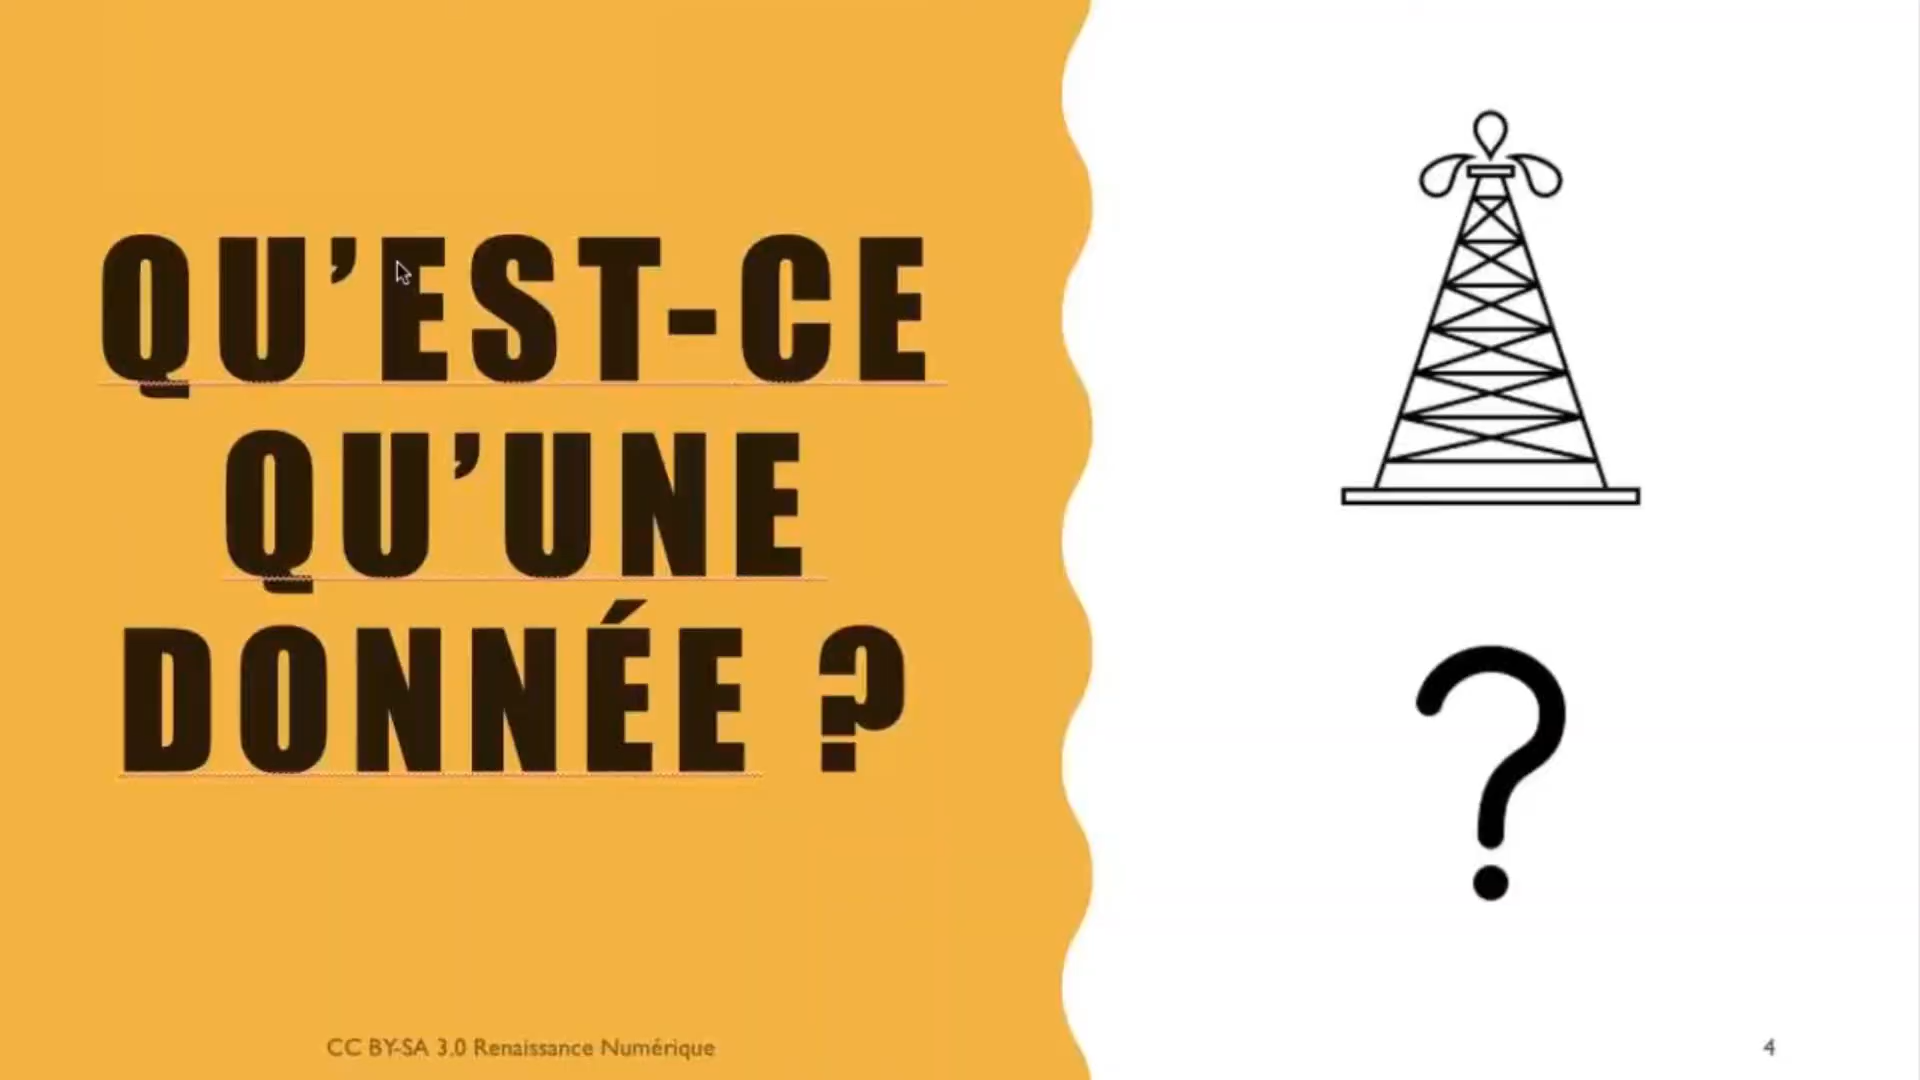 QU’EST-CE
QU’UNE
DONNÉE ?
?
CC BY-SA 3.0 Renaissance Numérique
4